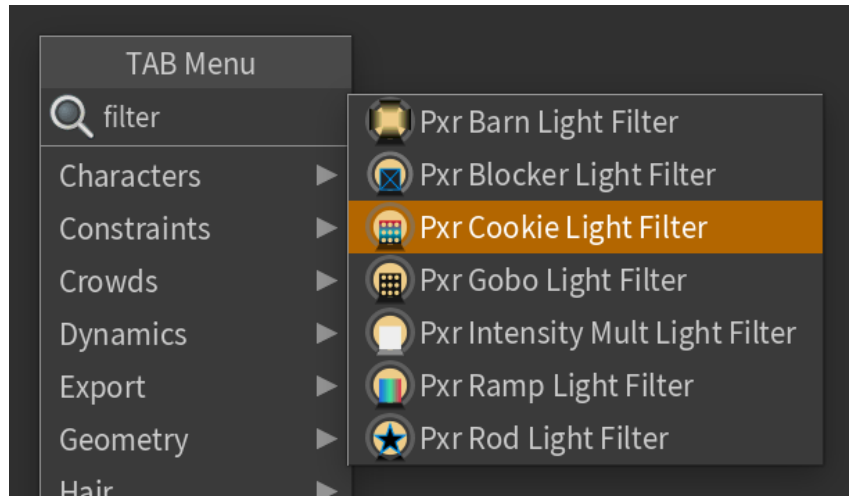 TAB Menu
filter
Characters
Constraints
Crowds
Dynamics
Export
Geometry
Hair
Pxr Barn Light Filter
Pxr Blocker Light Filter
Pxr Cookie Light Filter
Pxr Gobo Light Filter
Pxr Intensity Mult Light Filter
Pxr Ramp Light Filter
Pxr Rod Light Filter